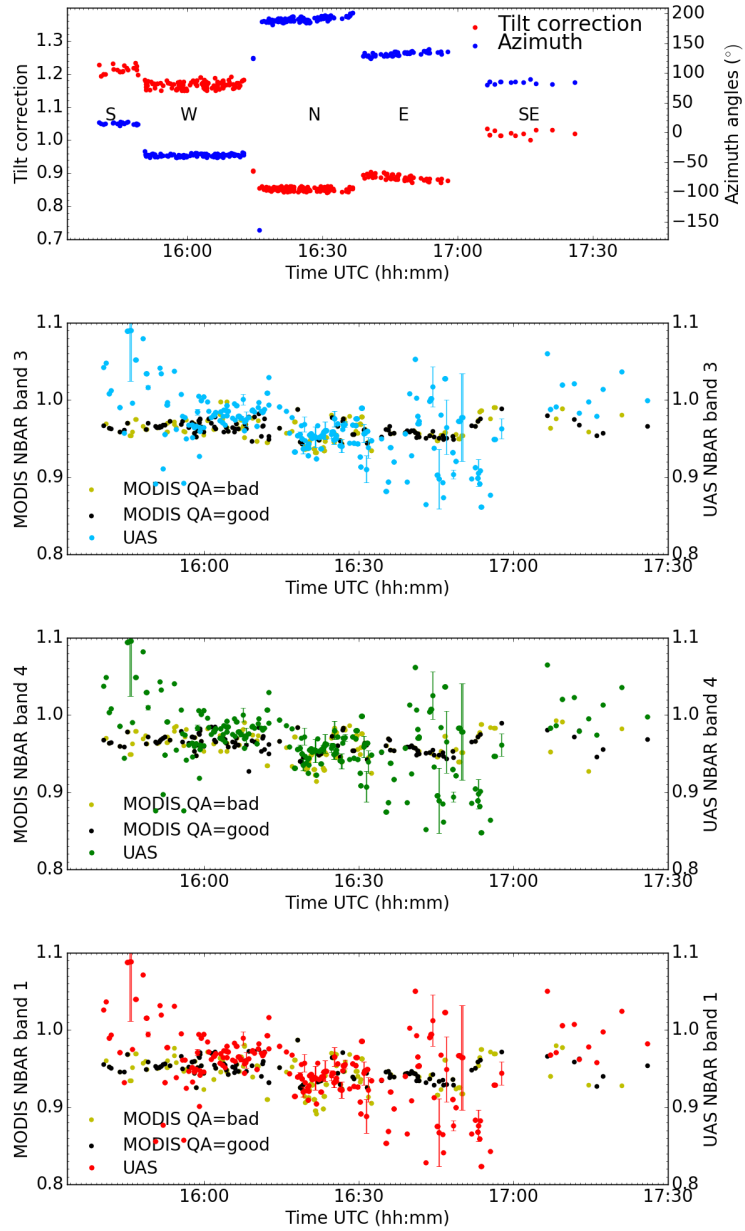 Tilt correction
Azimuth
1.3
1.2
1.1
1.0
0.9
0.8
0.7
Tilt correction
S W N E SE
200
150
100
50
0
−50
−100
−150
Azimuth angles (°)
16:00 16:30 17:00 17:30
Time UTC (hh:mm)
1.1
1.0
0.9
0.8
MODIS NBAR band 3
MODIS QA=bad
MODIS QA=good
UAS
1.1
1.0
0.9
0.8
UAS NBAR band 3
16:00 16:30 17:00 17:30
Time UTC (hh:mm)
1.1
1.0
0.9
0.8
MODIS NBAR band 4
MODIS QA=bad
MODIS QA=good
UAS
1.1
1.0
0.9
0.8
UAS NBAR band 4
16:00 16:30 17:00 17:30
Time UTC (hh:mm)
1.1
1.0
0.9
0.8
MODIS NBAR band 1
MODIS QA=bad
MODIS QA=good
UAS
1.1
1.0
0.9
0.8
UAS NBAR band 1
16:00 16:30 17:00 17:30
Time UTC (hh:mm)